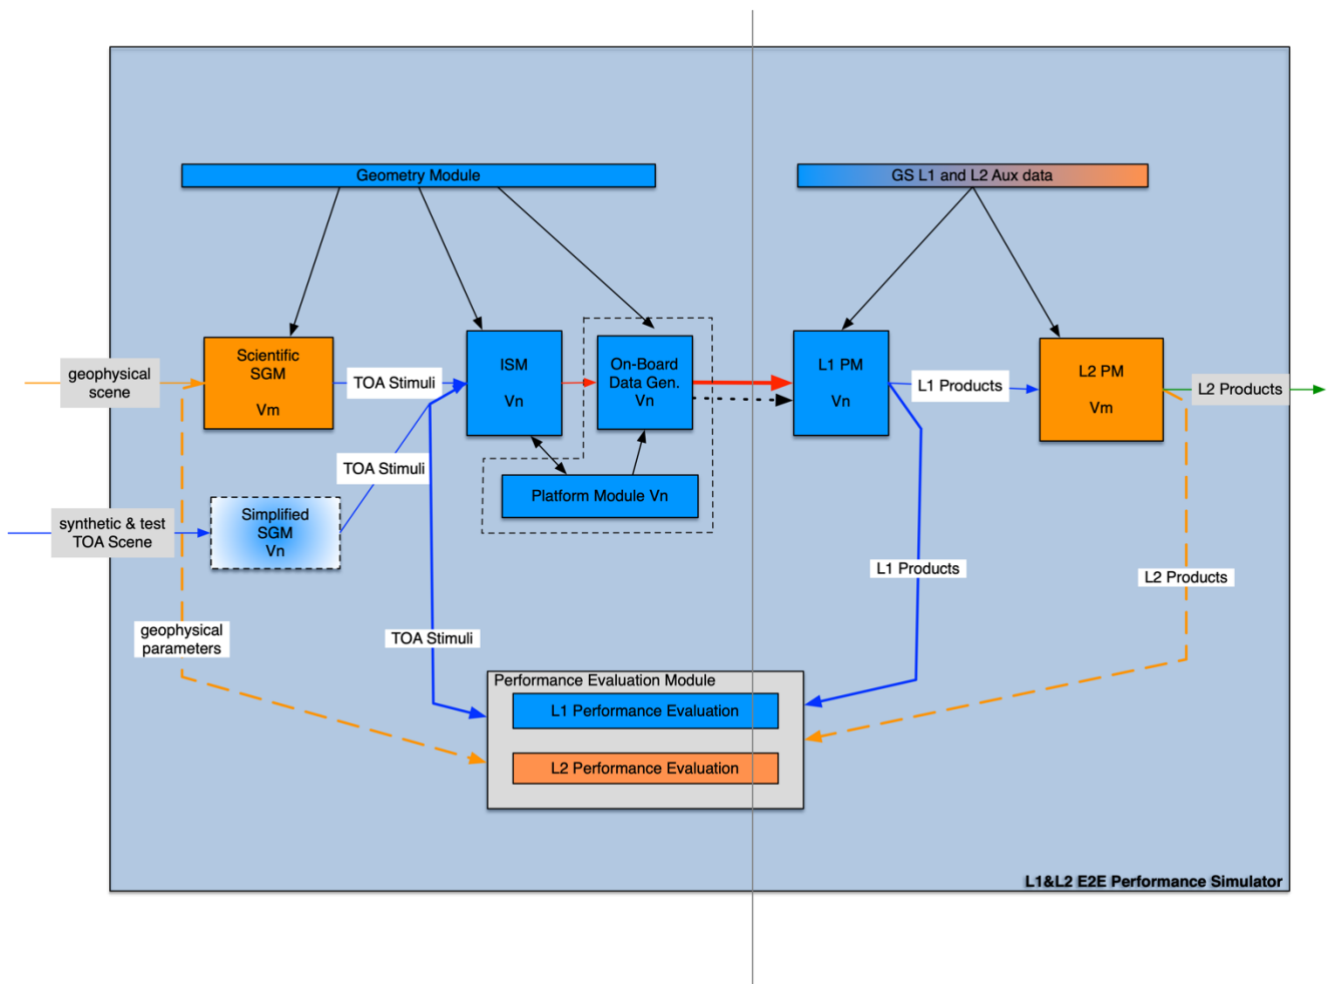 Geometry Module
GS L1 and L2 Aux data
geophysical
scene
Scientific
SGM
Vm
TOA Stimuli
ISM
Vn
On-Board
Data Gen.
Vn
L1 PM
Vn
L1 Products
L2 PM
Vm
L2 Products
TOA Stimuli
Platform Module Vn
synthetic & test
TOA Scene
Simplified
SGM
Vn
L1 Products
L2 Products
geophysical
parameters
TOA Stimuli
Performance Evaluation Module
L1 Performance Evaluation
L2 Performance Evaluation
L1&L2 E2E Performance Simulator